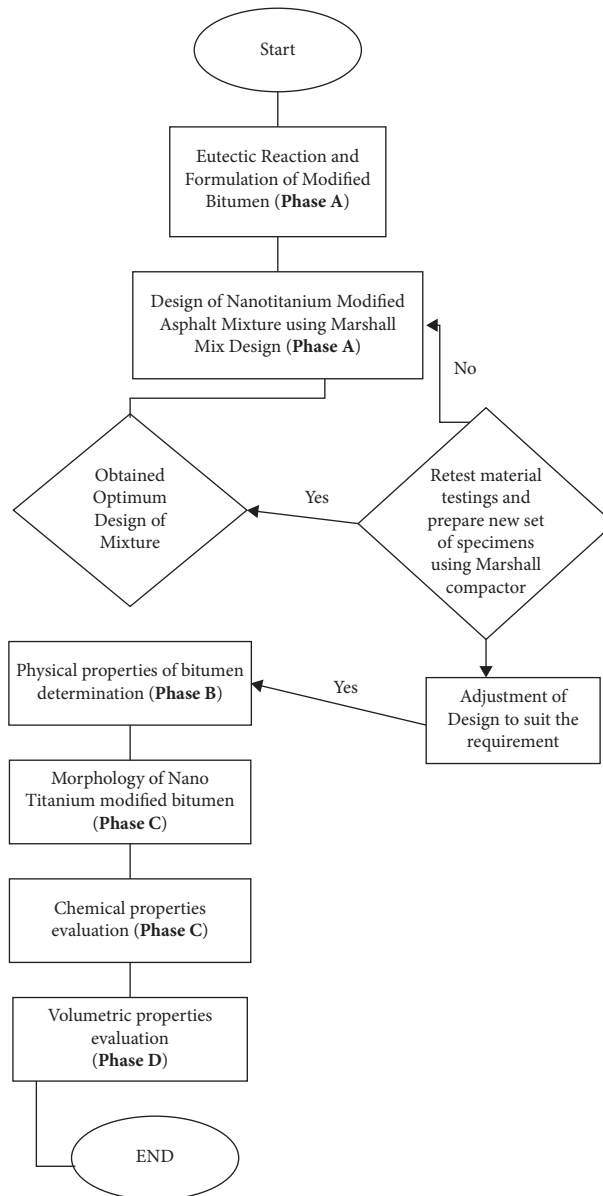 Start
Eutectic Reaction and
Formulation of Modified
Bitumen (Phase A)
Design of Nanotitanium Modified
Asphalt Mixture using Marshall
Mix Design (Phase A)
No
Obtained
Optimum
Design of
Mixture
Yes
Retest material
testings and
prepare new set
of specimens
using Marshall
compactor
Physical properties of bitumen
determination (Phase B)
Yes
Adjustment of
Design to suit the
requirement
Morphology of Nano
Titanium modified bitumen
(Phase C)
Chemical properties
evaluation (Phase C)
Volumetric properties
evaluation
(Phase D)
END